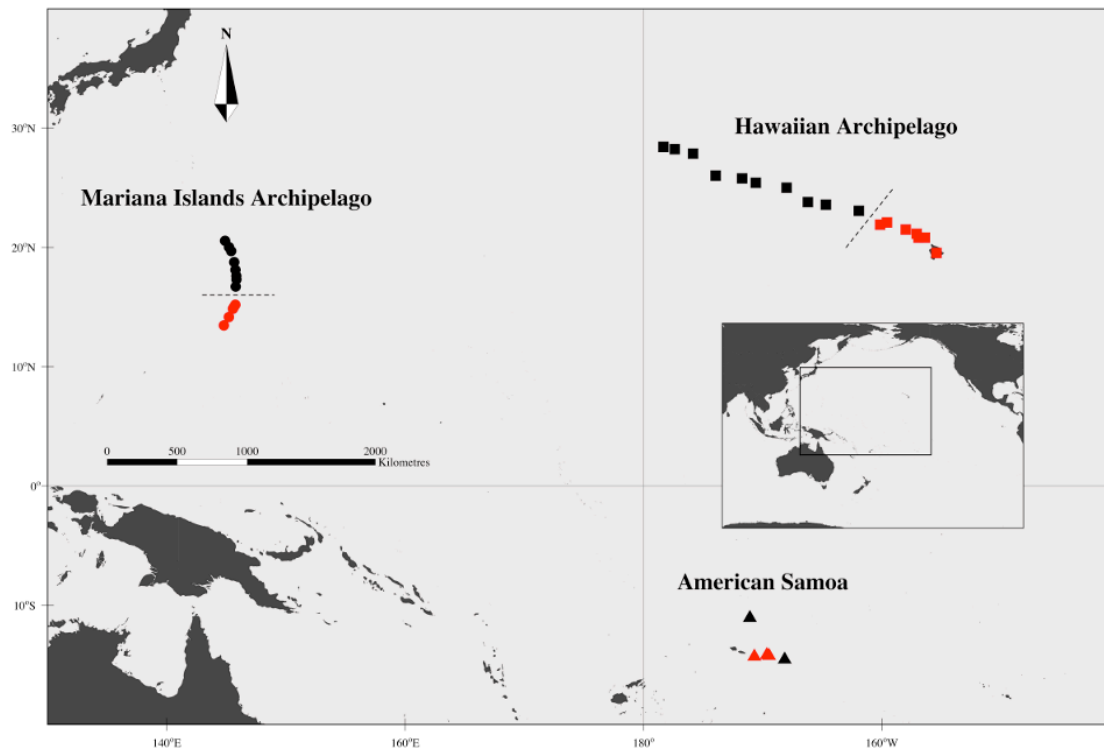 N
30°N
Hawaiian Archipelago
Mariana Islands Archipelago
20°N
10°N
0 500 1000 2000
Kilometres
0°
American Samoa
10°S
140°E 160°E 180° 160°W